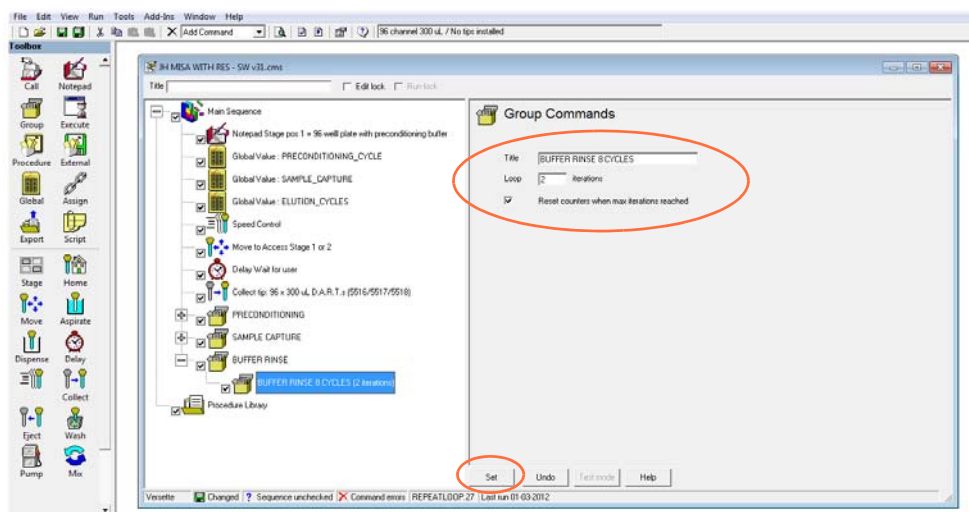 File Edit View Run Tools Add-Ins Window Help
Add Command
96 channel 300 uL / No tips installed
Toolbox
Call Notepad
Group Execute
Procedure External
Global Assign
Export Script
Stage Home
Move Aspirate
Dispense Delay
Collect
Eject Wash
Pump Mix
JH MISA WITH RES - SW v31.cms
Title
Edit lock
Run lock
Main Sequence
Notepad Stage pos 1 = 96 well plate with preconditioning buffer
Global Value : PRECONDITIONING_CYCLE
Global Value : SAMPLE_CAPTURE
Global Value : ELUTION_CYCLES
Speed Control
Move to Access Stage 1 or 2
Delay Wait for user
Collect tip: 96 x 300 uL D.A.R.T.s (5516/5517/5518)
PRECONDITIONING
SAMPLE CAPTURE
BUFFER RINSE
BUFFER RINSE 8 CYCLES (2 iterations)
Procedure Library
Group Commands
Title BUFFER RINSE 8 CYCLES
Loop 2 iterations
Reset counters when max iterations reached
Set Undo Test mode Help
Versette Changed ? Sequence unchecked Command errors REPEATLOOP:27 Last run 01-03-2012